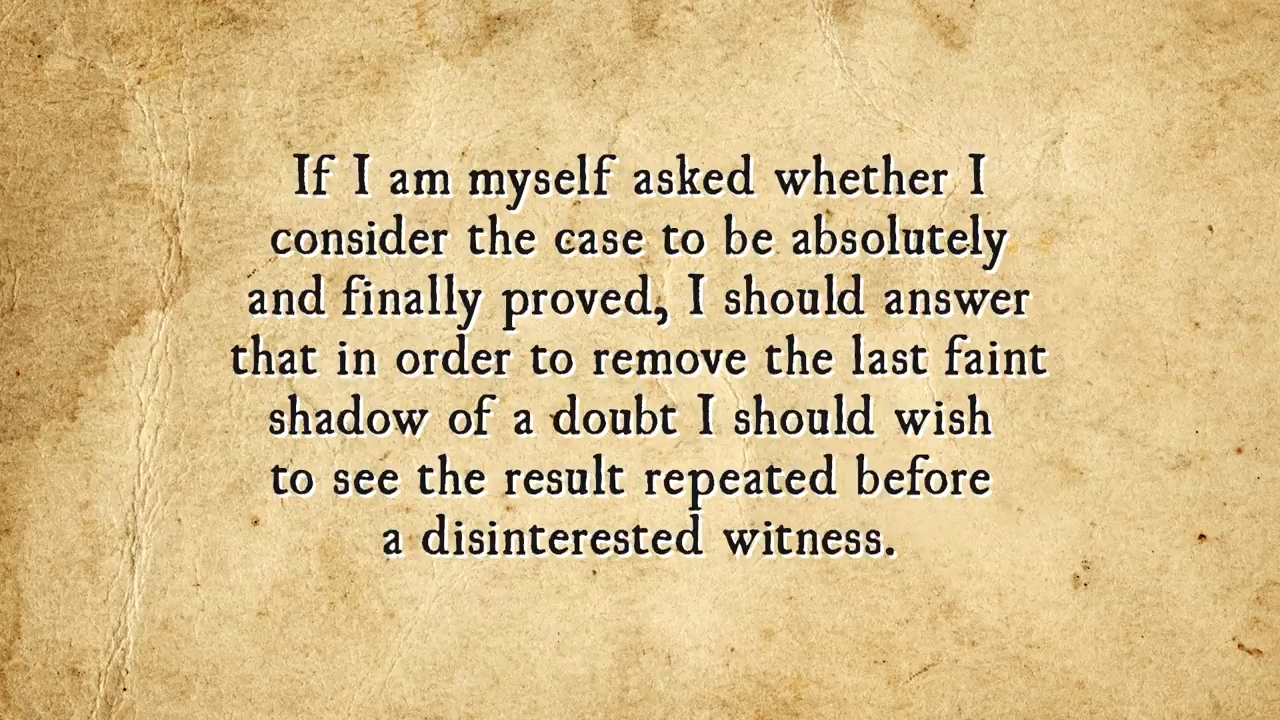 If I am myself asked whether I
consider the case to be absolutely
and finally proved, I should answer
that in order to remove the last faint
shadow of a doubt I should wish
to see the result repeated before
a disinterested witness.